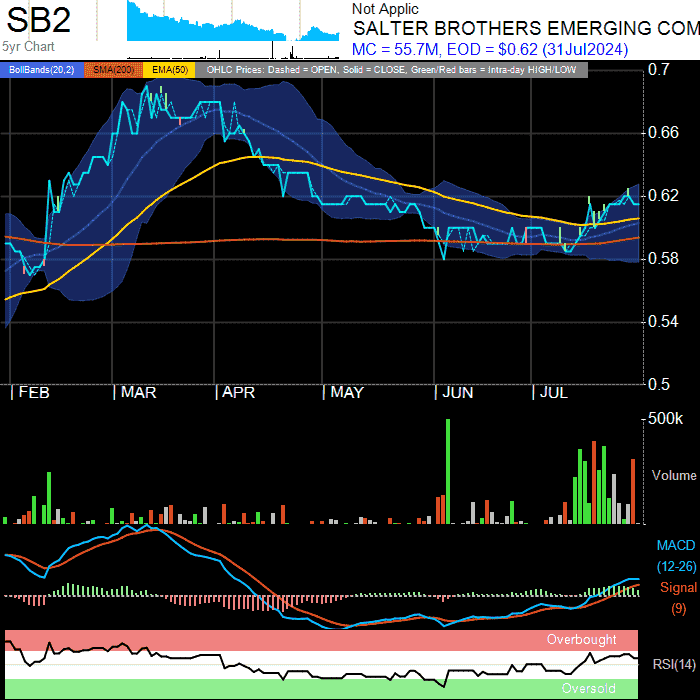 SB2
5yr Chart
Not Applic
SALTER BROTHERS EMERGING COM
MC = 55.7M, EOD = $0.62 (31Jul2024)
BollBands(20,2) SMA(200) EMA(50) OHLC Prices: Dashed = OPEN, Solid = CLOSE, Green/Red bars = Intra-day HIGH/LOW
0.7
0.66
0.62
0.58
0.54
0.5
FEB MAR APR MAY JUN JUL
500k
Volume
MACD
(12-26)
Signal
(9)
Overbought
RSI(14)
Oversold